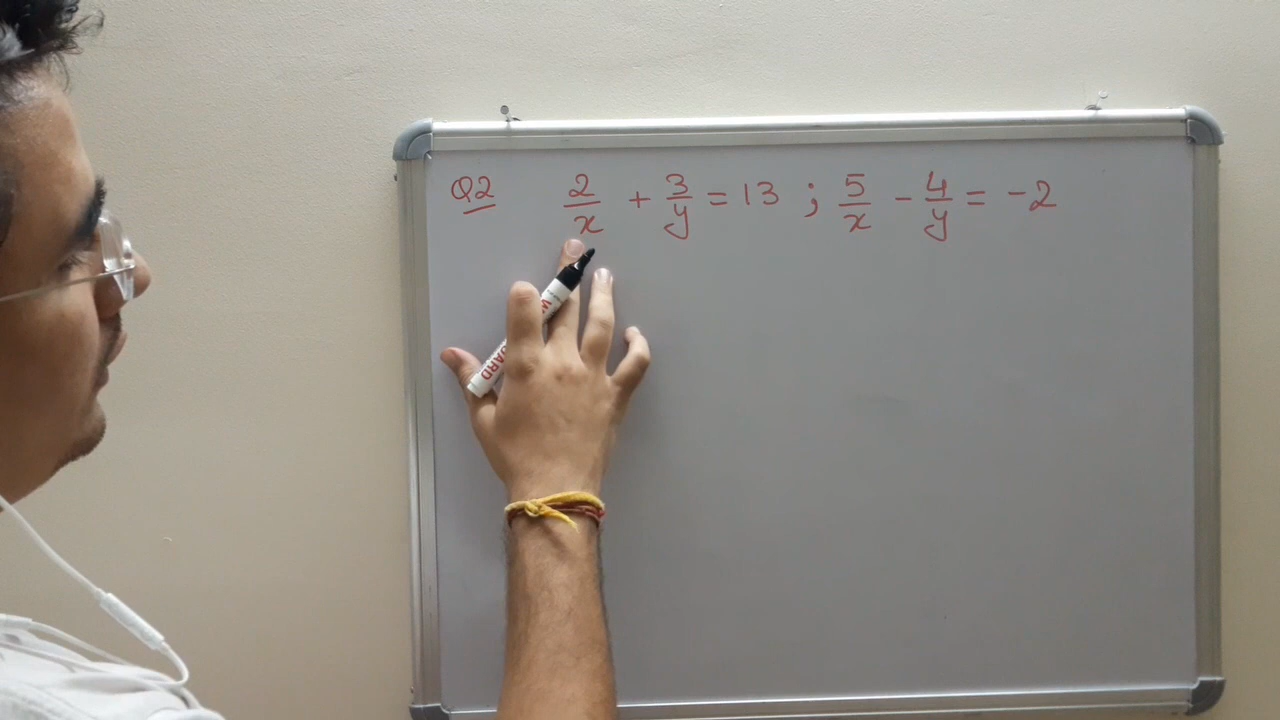 Q2 2/x + 3/y = 13 ; 5/x - 4/y = -2